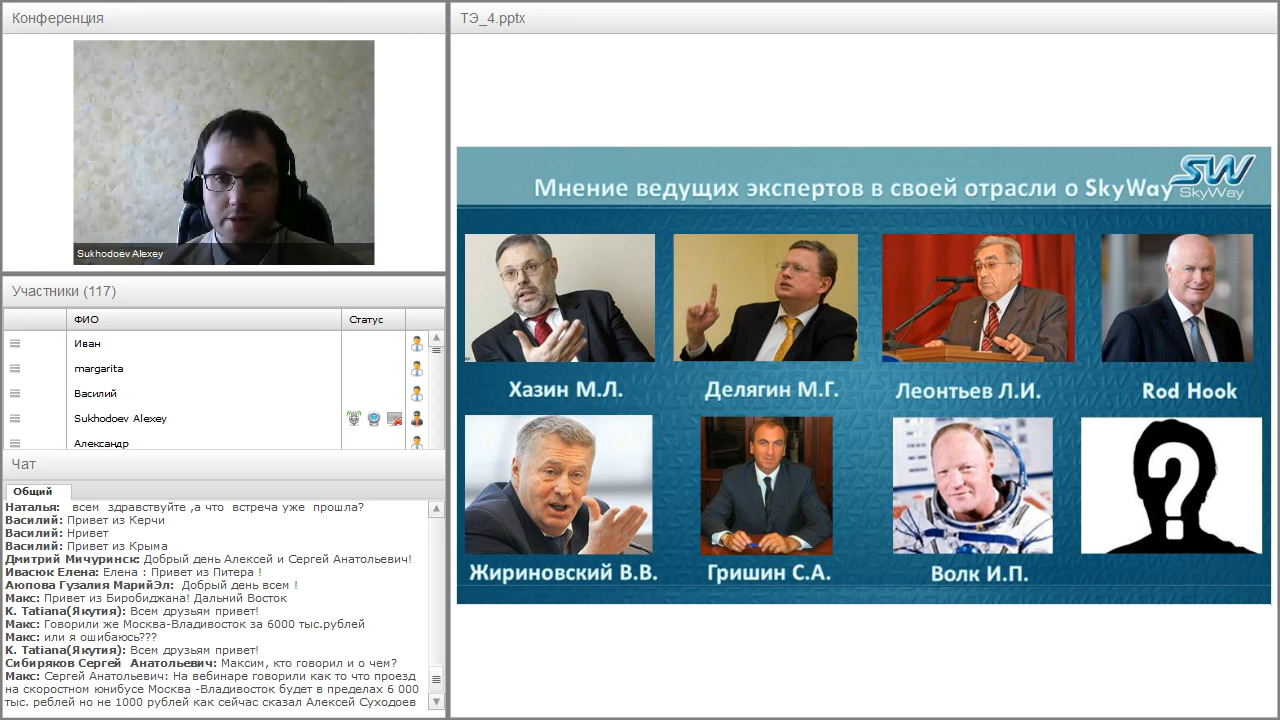 Конференция
Sukhodoev Alexey
Участники (117)
ФИО Статус
Иван
margarita
Василий
Sukhodoev Alexey
Александр
Чат
Общий
Наталья: всем здравствуйте ,а что встреча уже прошла?
Василий: Привет из Керчи
Василий: Нривет
Василий: Привет из Крыма
Дмитрий Мичуринск: Добрый день Алексей и Сергей Анатольевич!
Ивасюк Елена: Елена : Привет из Питера !
Аюпова Гузалия МарийЭл: Добрый день всем !
Макс: Привет из Биробиджана! Дальний Восток
K. Tatiana(Якутия): Всем друзьям привет!
Макс: Говорили же Москва-Владивосток за 6000 тыс.рублей
Макс: или я ошибаюсь???
K. Tatiana(Якутия): Всем друзьям привет!
Сибиряков Сергей Анатольевич: Максим, кто говорил и о чем?
Макс: Сергей Анатольевич: На вебинаре говорили как то что проезд
на скоростном юнибусе Москва -Владивосток будет в пределах 6 000
тыс. реблей но не 1000 рублей как сейчас сказал Алексей Суходоев
ТЭ_4.pptx
Мнение ведущих экспертов в своей отрасли о SkyWay
SW
SkyWay
Хазин М.Л. Делягин М.Г. Леонтьев Л.И. Rod Hook
Жириновский В.В. Гришин С.А. Волк И.П.
?